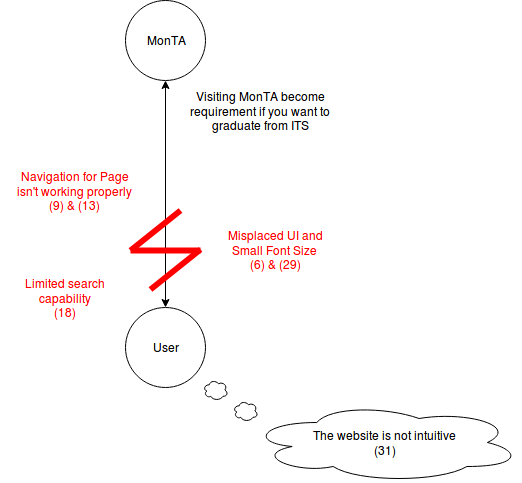 MonTA
Visiting MonTA become
requirement if you want to
graduate from ITS
Navigation for Page
isn't working properly
(9) & (13)
Misplaced UI and
Small Font Size
(6) & (29)
Limited search
capability
(18)
User
The website is not intuitive
(31)